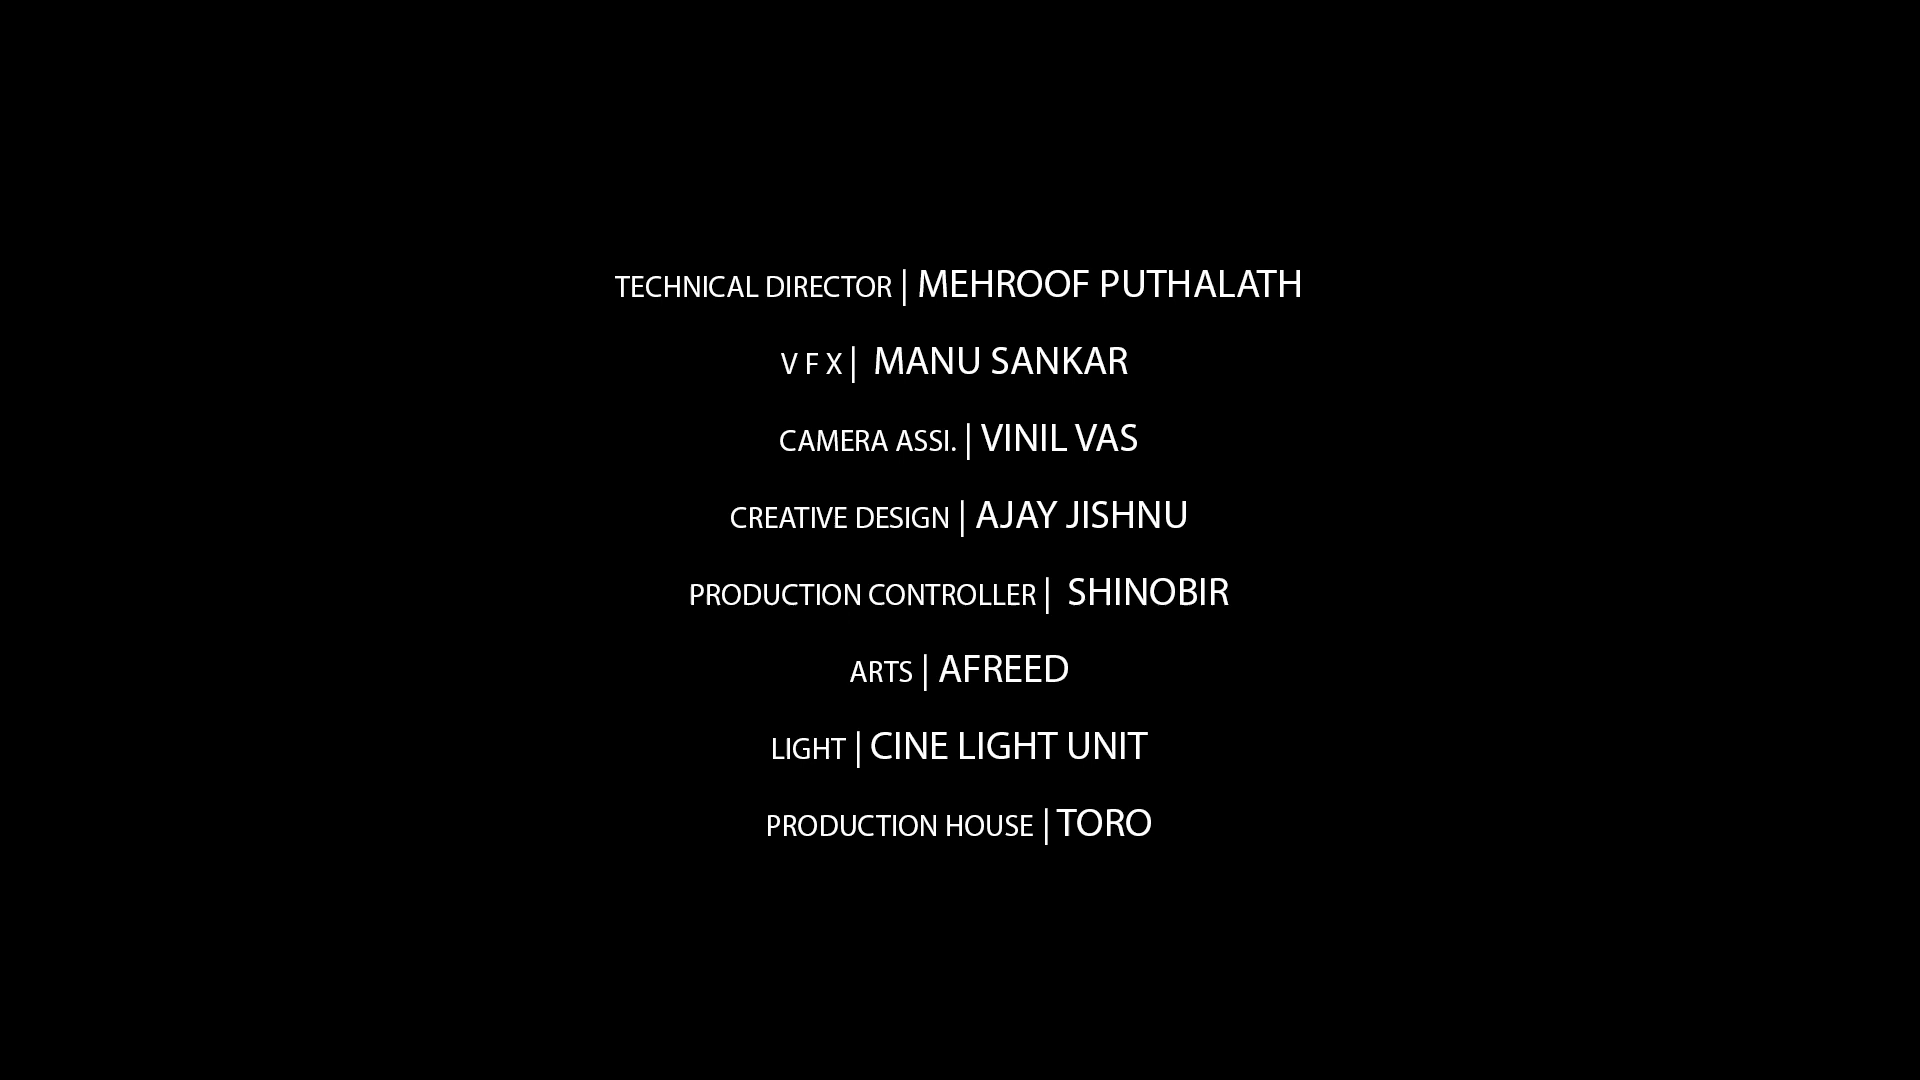 TECHNICAL DIRECTOR | MEHROOF PUTHALATH
V F X | MANU SANKAR
CAMERA ASSI. | VINIL VAS
CREATIVE DESIGN | AJAY JISHNU
PRODUCTION CONTROLLER | SHINOBIR
ARTS | AFREED
LIGHT | CINE LIGHT UNIT
PRODUCTION HOUSE | TORO